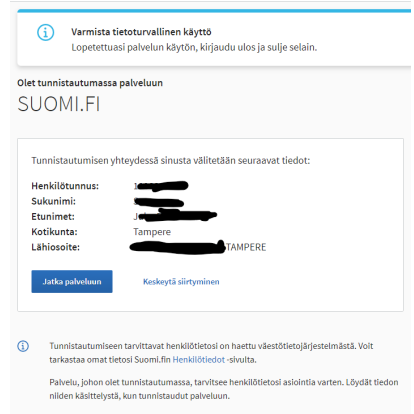 Varmista tietoturvallinen käyttö
Lopetettuasi palvelun käytön, kirjaudu ulos ja sulje selain.
Olet tunnistautumassa palveluun
SUOMI.FI
Tunnistautumisen yhteydessä sinusta välitetään seuraavat tiedot:
Henkilötunnus:
Sukunimi:
Etunimet:
Kotikunta: Tampere
Lähiosoite: TAMPERE
Jatka palveluun Keskeytä siirtyminen
Tunnistautumiseen tarvittavat henkilötietosi on haettu väestötietojärjestelmästä. Voit
tarkastaa omat tietosi Suomi.fin Henkilötiedot -sivulta.
Palvelu, johon olet tunnistautumassa, tarvitsee henkilötietosi asiointia varten. Löydät tiedon
niiden käsittelystä, kun tunnistaudut palveluun.